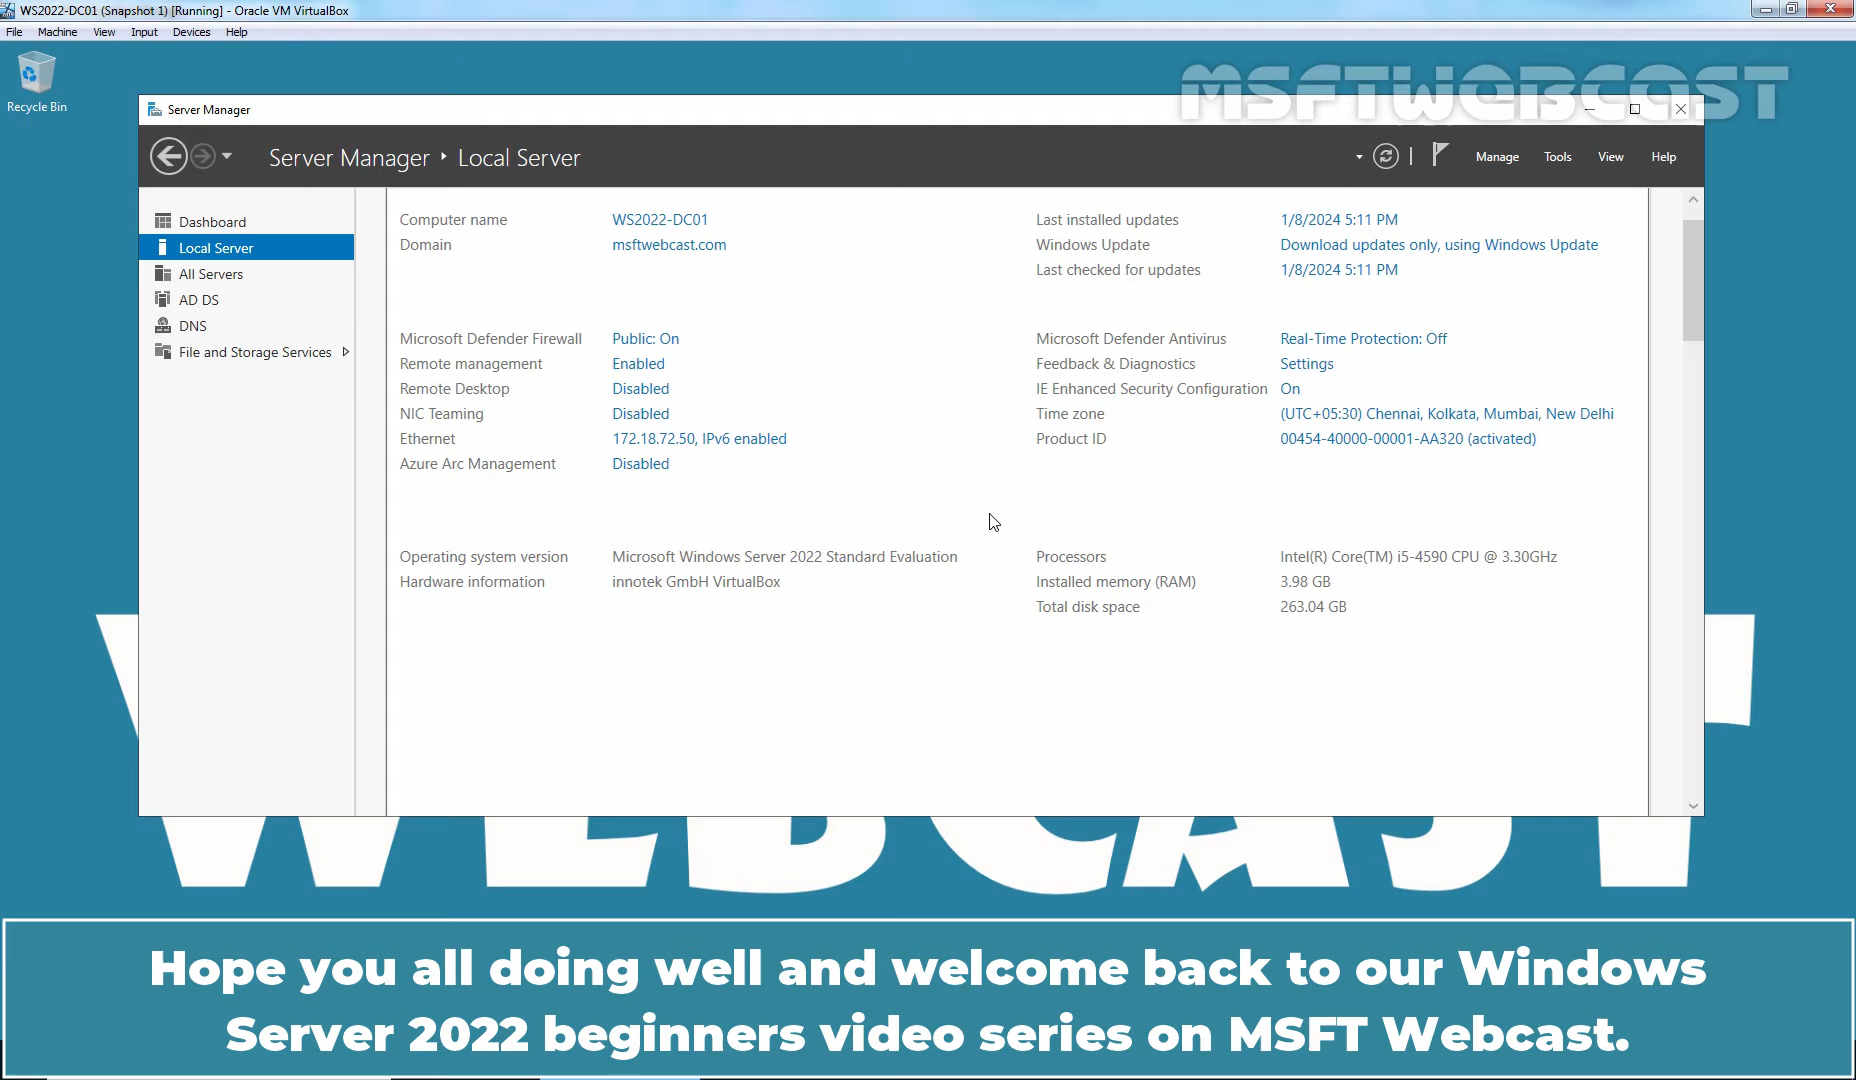 WS2022-DC01 (Snapshot 1) [Running] - Oracle VM VirtualBox
File Machine View Input Devices Help
Recycle Bin
MSFTWEBCAST
Server Manager
Server Manager Local Server
Manage Tools View Help
Dashboard
Local Server
All Servers
AD DS
DNS
File and Storage Services
Computer name WS2022-DC01 Last installed updates 1/8/2024 5:11 PM
Domain msftwebcast.com Windows Update Download updates only, using Windows Update
Last checked for updates 1/8/2024 5:11 PM
Microsoft Defender Firewall Public: On Microsoft Defender Antivirus Real-Time Protection: Off
Remote management Enabled Feedback & Diagnostics Settings
Remote Desktop Disabled IE Enhanced Security Configuration On
NIC Teaming Disabled Time zone (UTC+05:30) Chennai, Kolkata, Mumbai, New Delhi
Ethernet 172.18.72.50, IPv6 enabled Product ID 00454-40000-00001-AA320 (activated)
Azure Arc Management Disabled
Operating system version Microsoft Windows Server 2022 Standard Evaluation Processors Intel(R) Core(TM) i5-4590 CPU @ 3.30GHz
Hardware information innotek GmbH VirtualBox Installed memory (RAM) 3.98 GB
Total disk space 263.04 GB
WEBCAST
Hope you all doing well and welcome back to our Windows
Server 2022 beginners video series on MSFT Webcast.